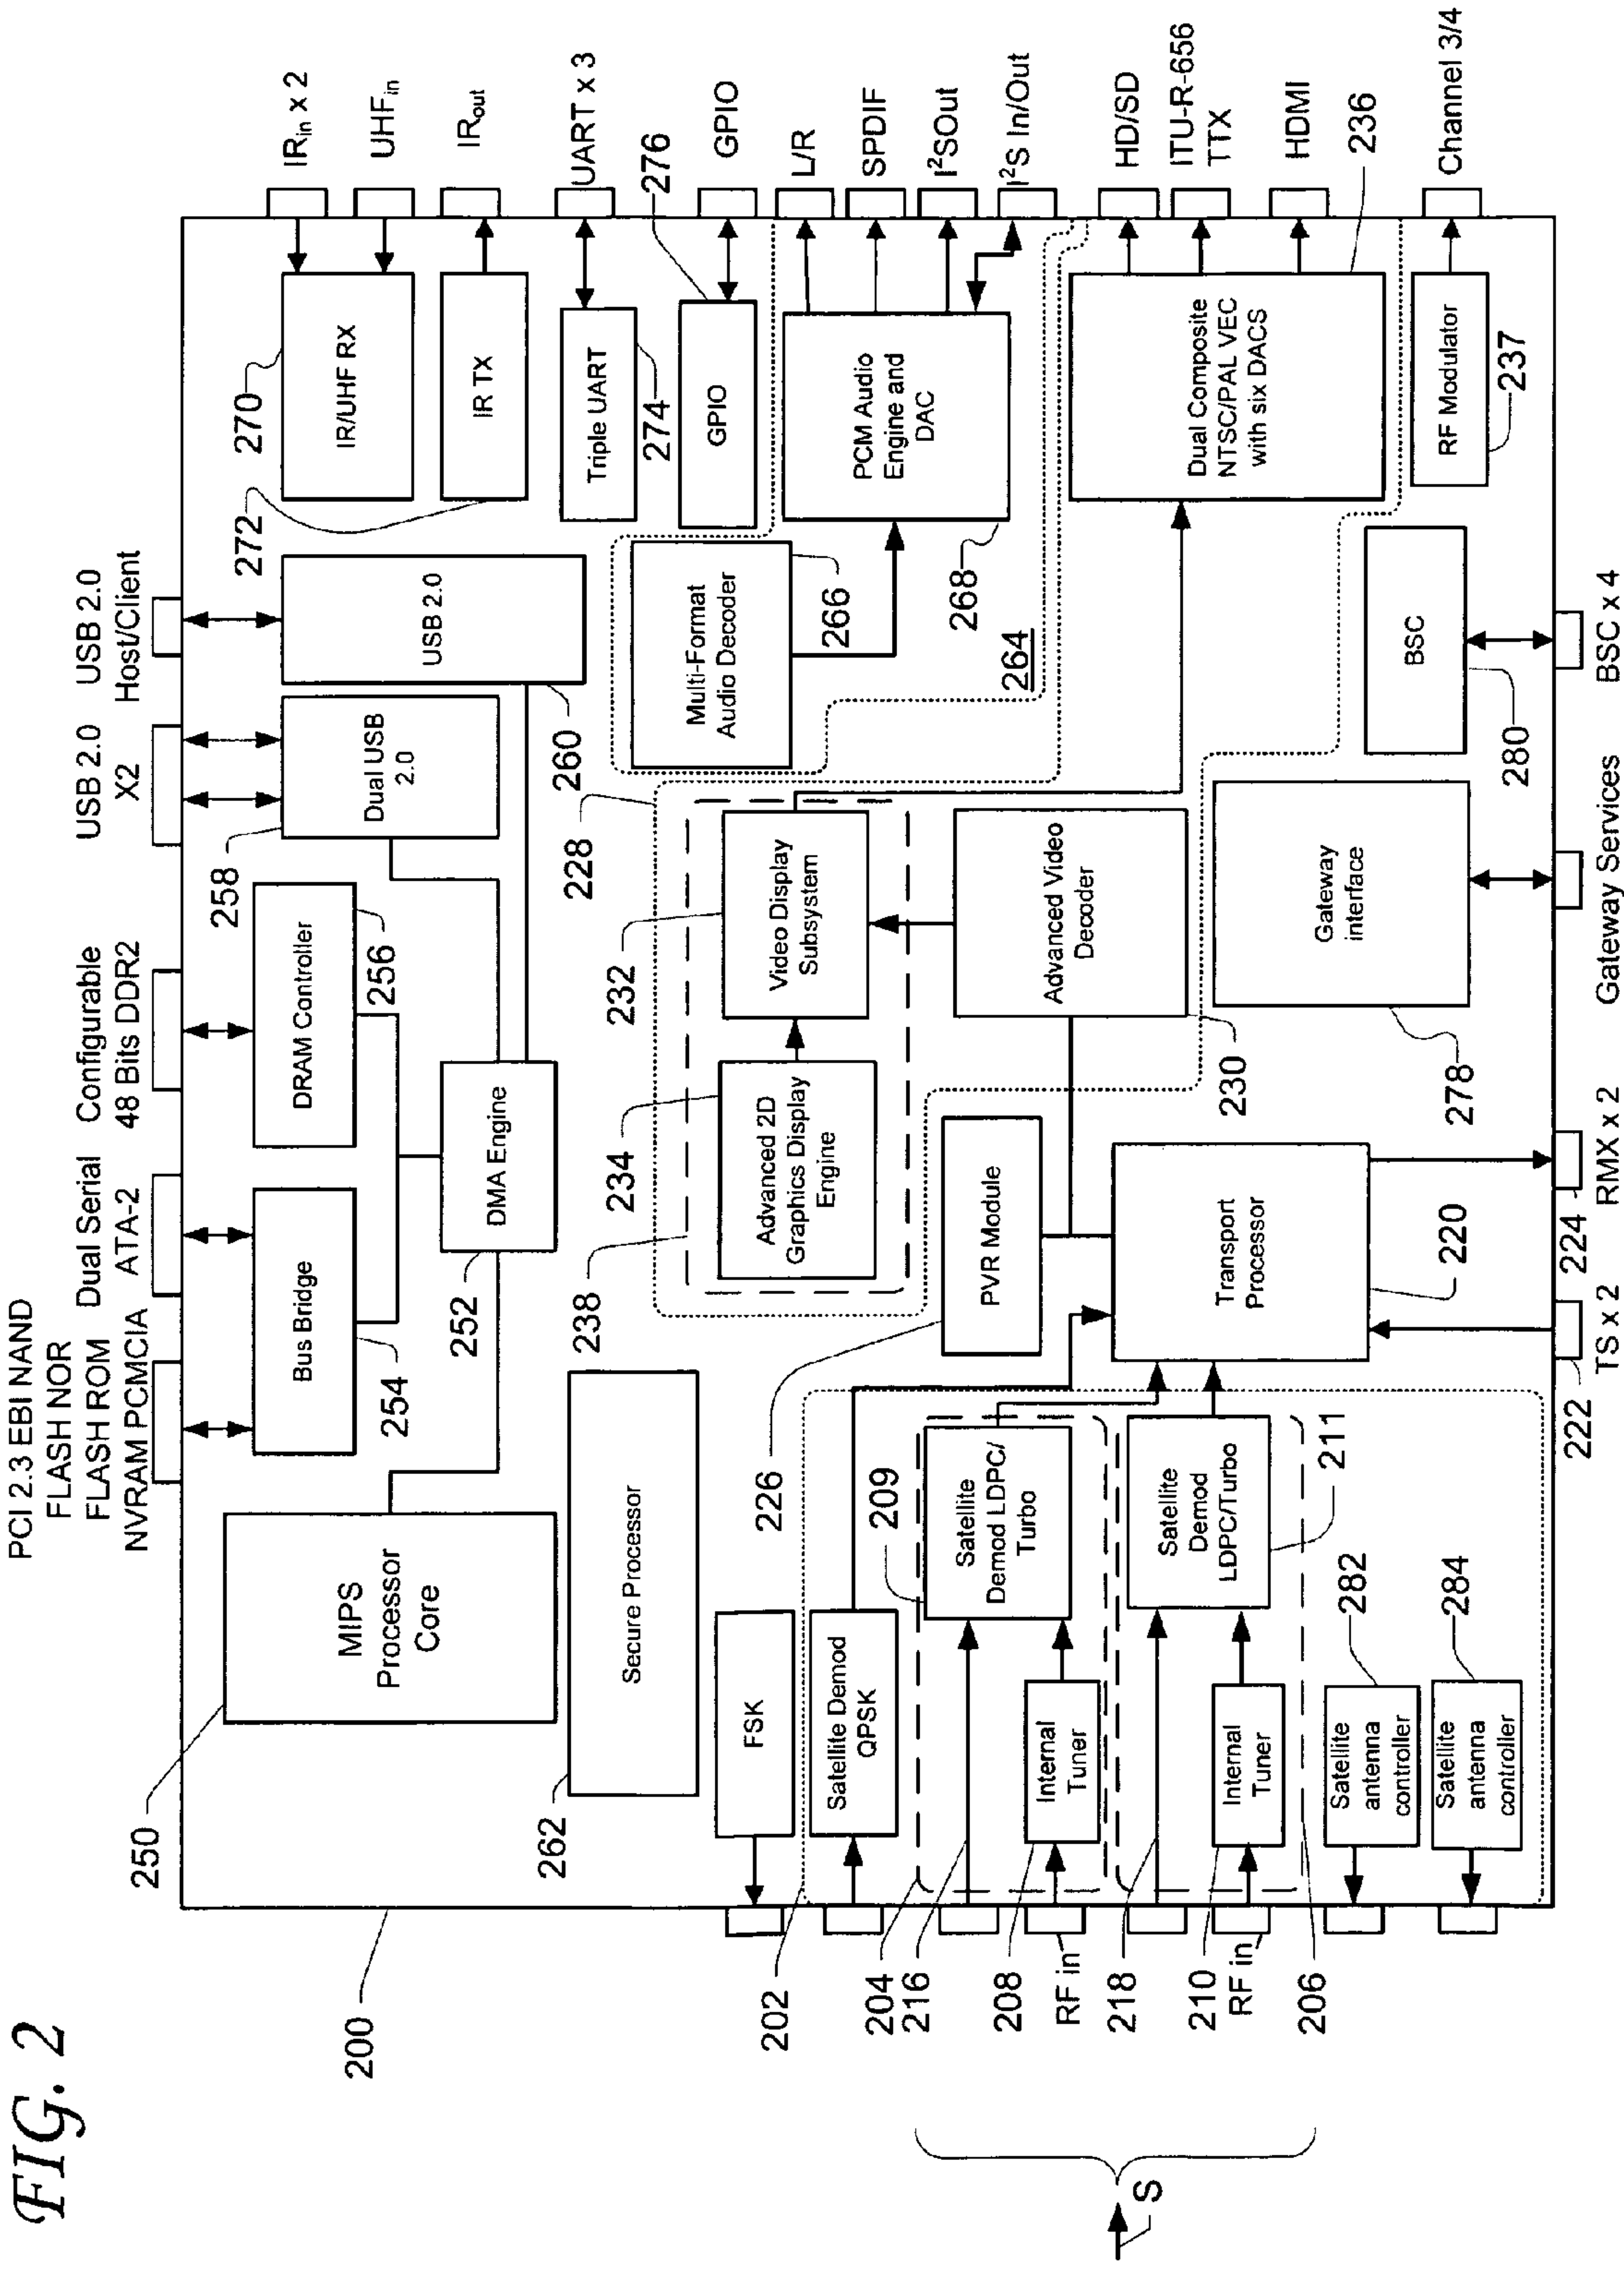 FIG. 2
PCI 2.3 EBI NAND
FLASH NOR
FLASH ROM
NVRAM PCMCIA
Dual Serial
ATA-2
Configurable
48 Bits DDR2
USB 2.0
X2
USB 2.0
Host/Client
200
250
MIPS
Processor
Core
Bus Bridge
254
DRAM Controller
256
258
Dual USB
2.0
USB 2.0
260
DMA Engine
252
272
270
IR/UHF RX
IR TX
Triple UART
274
GPIO
276
IRin x 2
UHFin
IRout
UART x 3
GPIO
L/R
SPDIF
I2SOut
I2S In/Out
HD/SD
ITU-R-656
TTX
HDMI
236
Channel 3/4
262
Secure Processor
FSK
202
Satellite Demod
QPSK
204
216
209
Satellite
Demod LDPC/
Turbo
208
Internal
Tuner
RF in
218
Satellite
Demod
LDPC/Turbo
211
210
Internal
Tuner
RF in
206
S
Satellite
antenna
controller
282
Satellite
antenna
controller
284
226
PVR Module
238
234
Advanced 2D
Graphics Display
Engine
232
Video Display
Subsystem
228
Advanced Video
Decoder
230
Multi-Format
Audio Decoder
266
PCM Audio
Engine and
DAC
268
264
Dual Composite
NTSC/PAL VEC
with six DACS
RF Modulator
237
Transport
Processor
220
Gateway
interface
278
BSC
280
222
TS x 2
224
RMX x 2
Gateway Services
BSC x 4